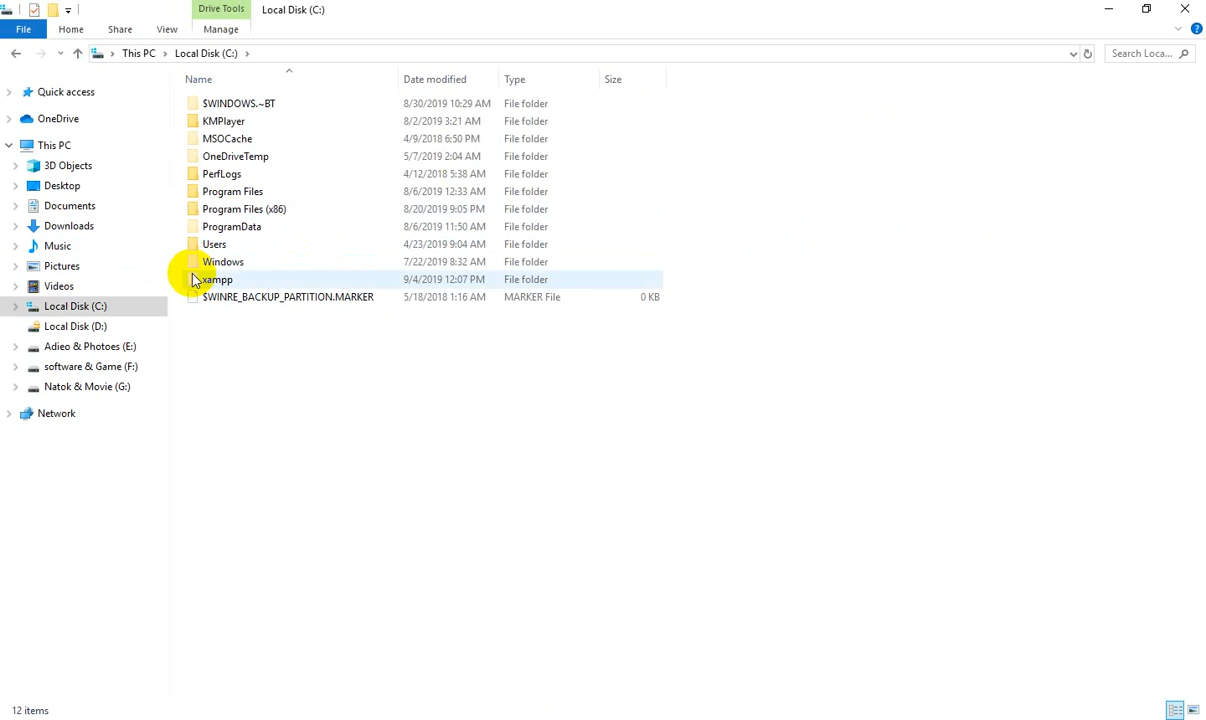 Drive Tools Local Disk (C:)
File Home Share View Manage
This PC Local Disk (C:) Search Loca...
Name Date modified Type Size
Quick access
OneDrive
This PC
3D Objects
Desktop
Documents
Downloads
Music
Pictures
Videos
Local Disk (C:)
Local Disk (D:)
Adieo & Photoes (E:)
software & Game (F:)
Natok & Movie (G:)
Network
$WINDOWS.~BT 8/30/2019 10:29 AM File folder
KMPlayer 8/2/2019 3:21 AM File folder
MSOCache 4/9/2018 6:50 PM File folder
OneDriveTemp 5/7/2019 2:04 AM File folder
PerfLogs 4/12/2018 5:38 AM File folder
Program Files 8/6/2019 12:33 AM File folder
Program Files (x86) 8/20/2019 9:05 PM File folder
ProgramData 8/6/2019 11:50 AM File folder
Users 4/23/2019 9:04 AM File folder
Windows 7/22/2019 8:32 AM File folder
xampp 9/4/2019 12:07 PM File folder
$WINRE_BACKUP_PARTITION.MARKER 5/18/2018 1:16 AM MARKER File 0 KB
12 items